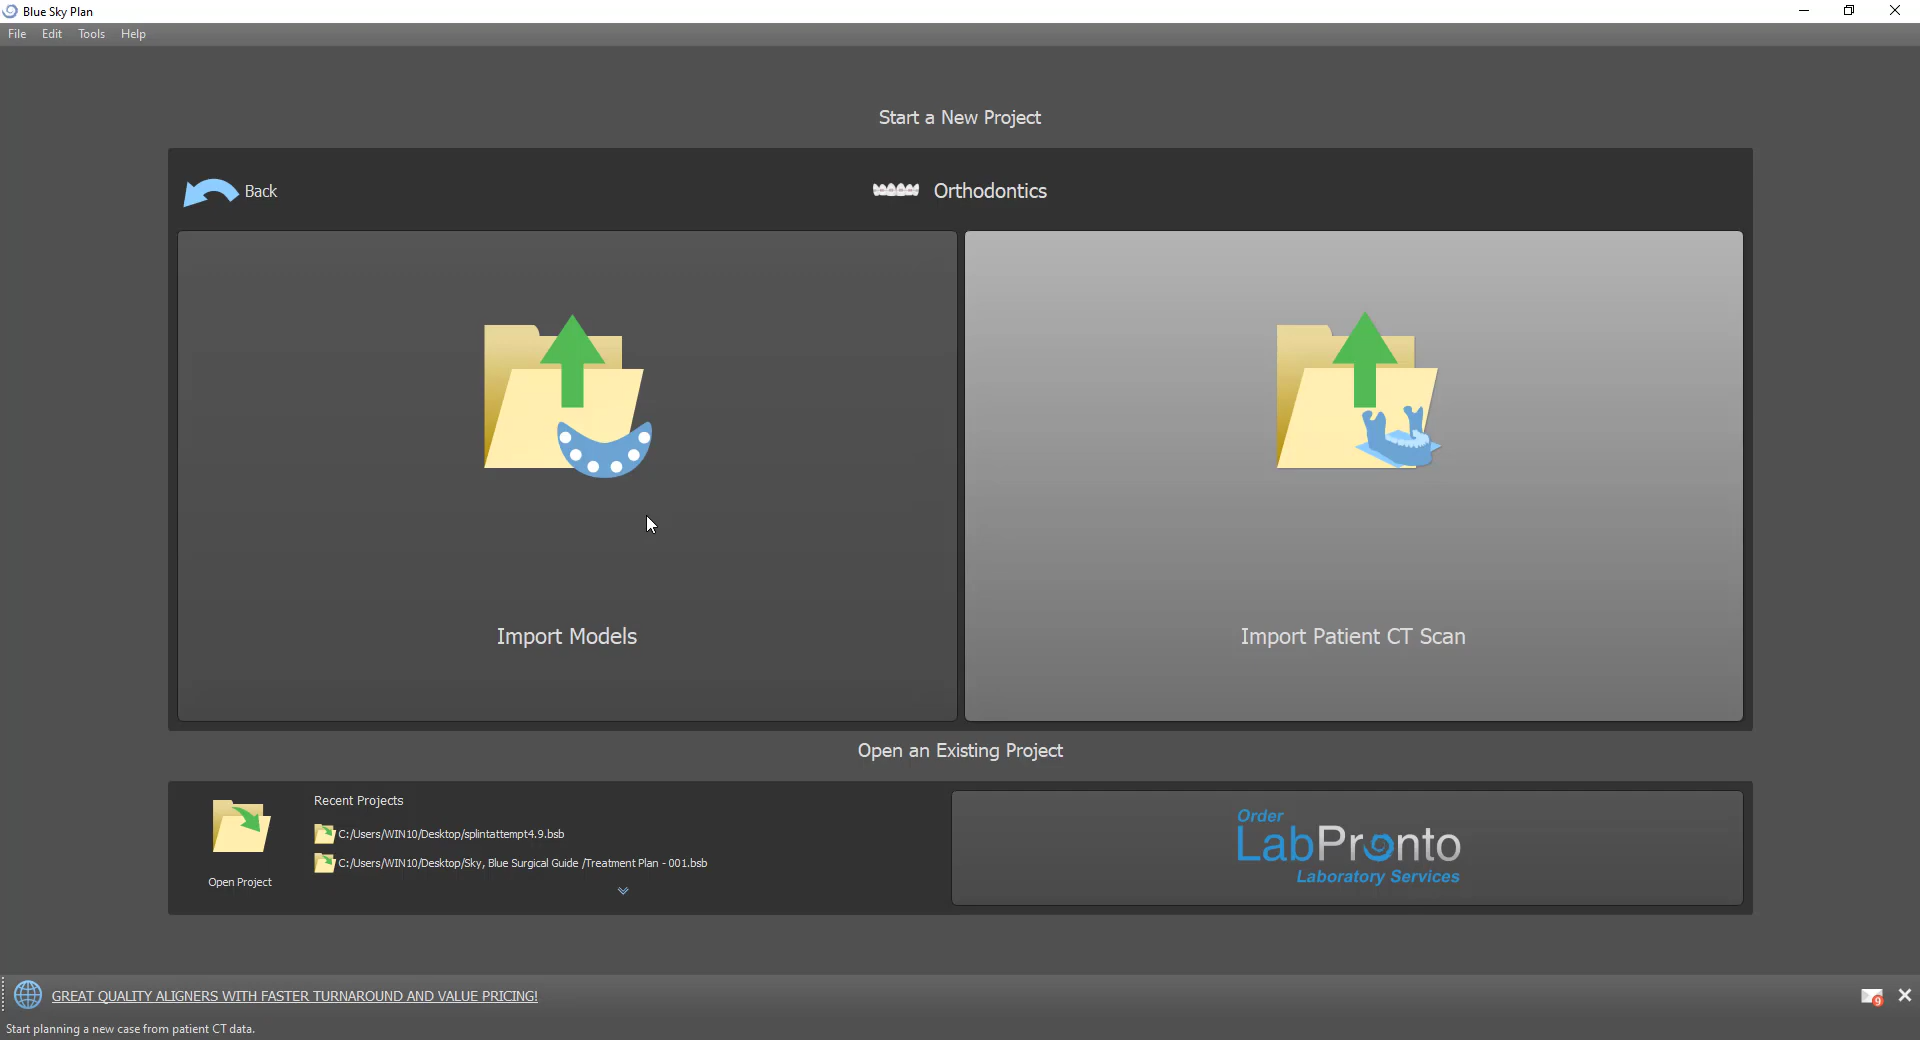 Blue Sky Plan
File Edit Tools Help
Start a New Project
Back
Orthodontics
Import Models
Import Patient CT Scan
Open an Existing Project
Open Project
Recent Projects
C:/Users/WIN10/Desktop/splintattempt4.9.bsb
C:/Users/WIN10/Desktop/Sky, Blue Surgical Guide /Treatment Plan - 001.bsb
Order
LabPronto
Laboratory Services
GREAT QUALITY ALIGNERS WITH FASTER TURNAROUND AND VALUE PRICING!
9
Start planning a new case from patient CT data.